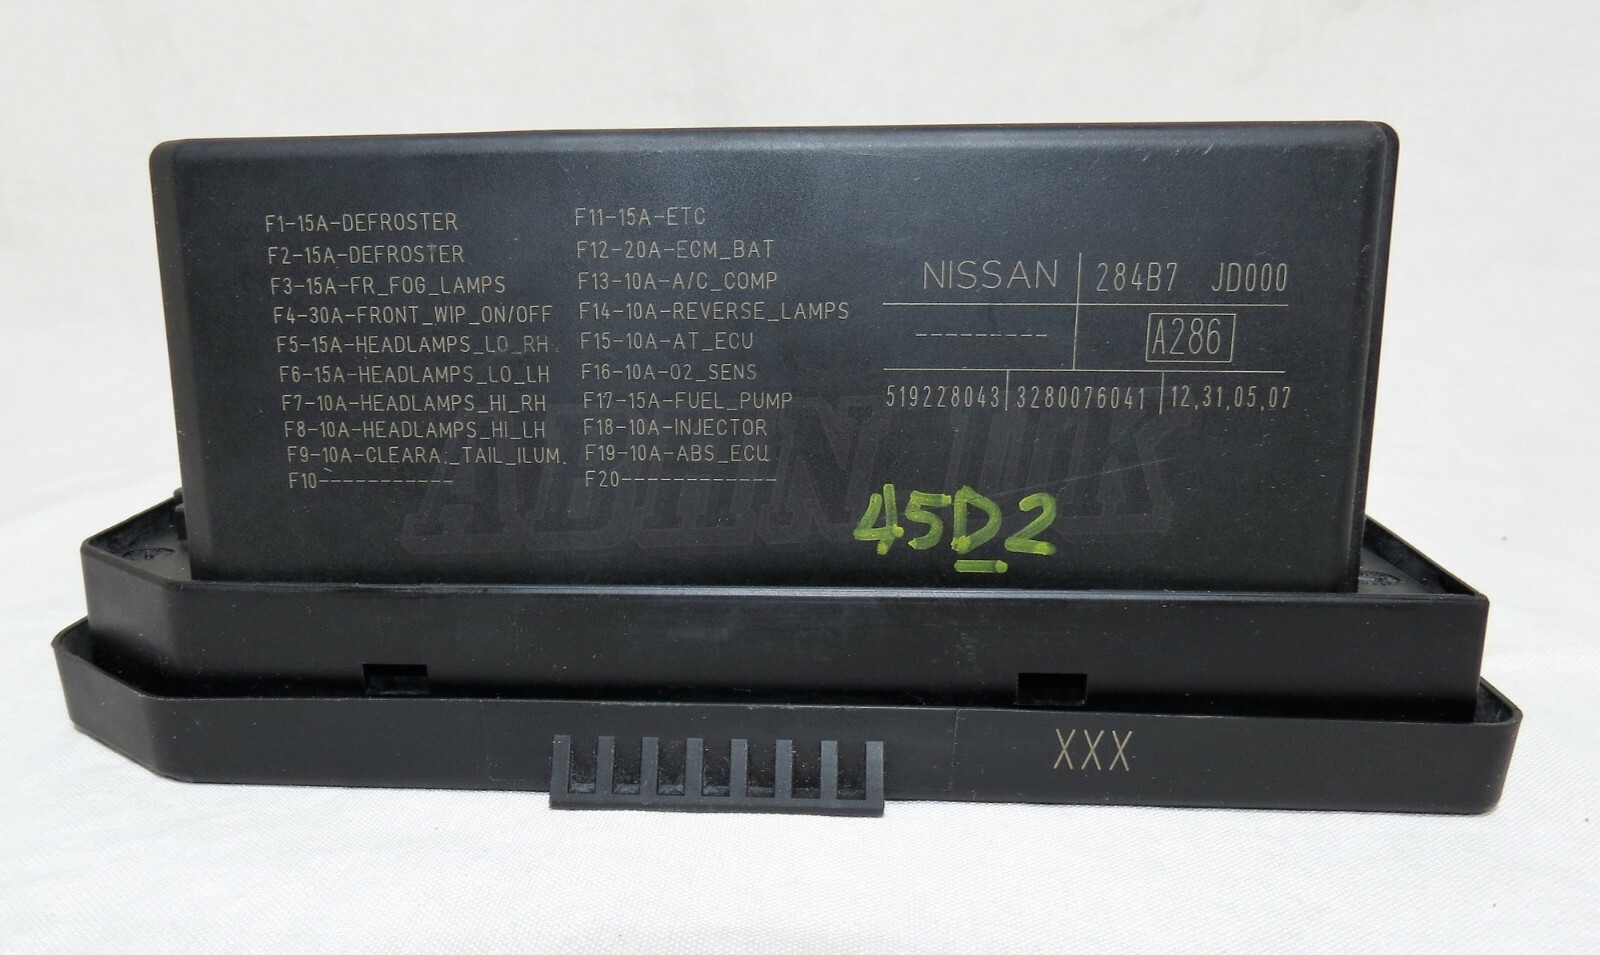 F1-15A-DEFROSTER
F2-15A-DEFROSTER
F3-15A-FR_FOG_LAMPS
F4-30A-FRONT_WIP_ON/OFF
F5-15A-HEADLAMPS_LO_RH
F6-15A-HEADLAMPS_LO_LH
F7-10A-HEADLAMPS_HI_RH
F8-10A-HEADLAMPS_HI_LH
F9-10A-CLEARA._TAIL_ILUM.
F10-----------
F11-15A-ETC
F12-20A-ECM_BAT
F13-10A-A/C_COMP
F14-10A-REVERSE_LAMPS
F15-10A-AT_ECU
F16-10A-O2_SENS
F17-15A-FUEL_PUMP
F18-10A-INJECTOR
F19-10A-ABS_ECU
F20------------
NISSAN 284B7 JD000
---------- A286
519228043 3280076041 12,31,05,07
45D2
XXX